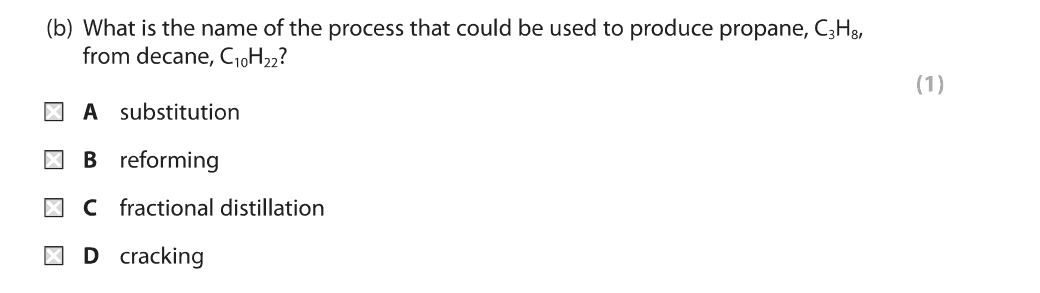 (b) What is the name of the process that could be used to produce propane, C₃H₈,
from decane, C₁₀H₂₂?
(1)
A substitution
B reforming
C fractional distillation
D cracking